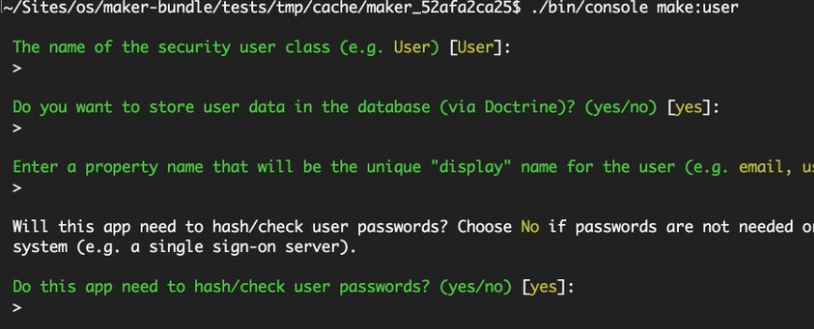 ~/Sites/os/maker-bundle/tests/tmp/cache/maker_52afa2ca25$ ./bin/console make:user
The name of the security user class (e.g. User) [User]:
>
Do you want to store user data in the database (via Doctrine)? (yes/no) [yes]:
>
Enter a property name that will be the unique "display" name for the user (e.g. email, us
>
Will this app need to hash/check user passwords? Choose No if passwords are not needed or
system (e.g. a single sign-on server).
Do this app need to hash/check user passwords? (yes/no) [yes]:
>